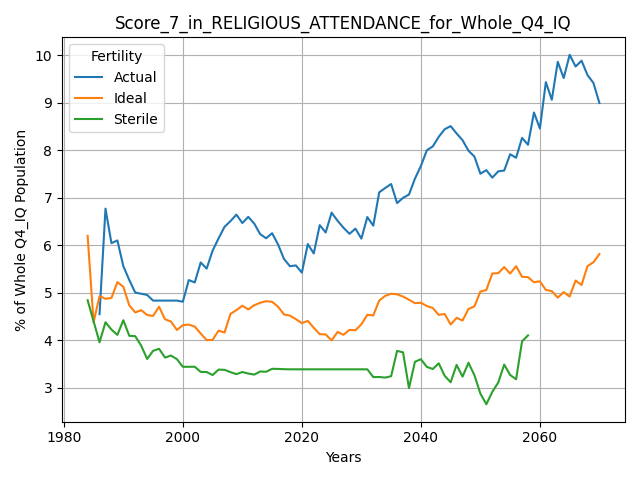 Score_7_in_RELIGIOUS_ATTENDANCE_for_Whole_Q4_IQ
Fertility
Actual
Ideal
Sterile
% of Whole Q4_IQ Population
10
9
8
7
6
5
4
3
1980
2000
2020
2040
2060
Years